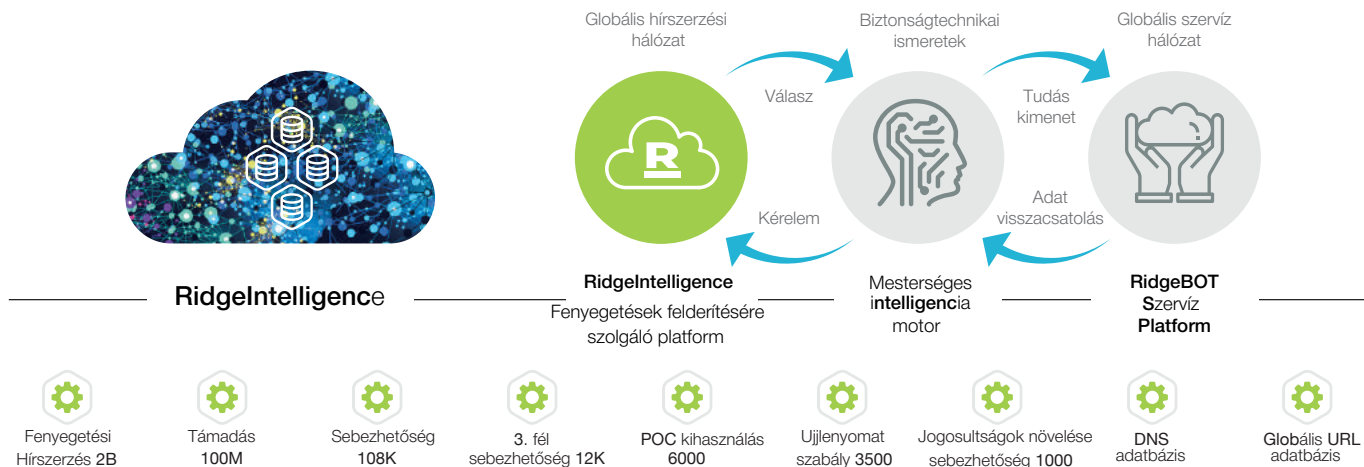 Globális hírszerzési
hálózat
Biztonságtechnikai
ismeretek
Globális szervíz
hálózat
Válasz
Tudás
kimenet
R
Kérelem
Adat
visszacsatolás
RidgeIntelligence
RidgeIntelligence
Fenyegetések felderítésére
szolgáló platform
Mesterséges
intelligencia
motor
RidgeBOT
Szervíz
Platform
Fenyegetési
Hírszerzés 2B
Támadás
100M
Sebezhetőség
108K
3. fél
sebezhetőség 12K
POC kihasználás
6000
Ujjlenyomat
szabály 3500
Jogosultságok növelése
sebezhetőség 1000
DNS
adatbázis
Globális URL
adatbázis